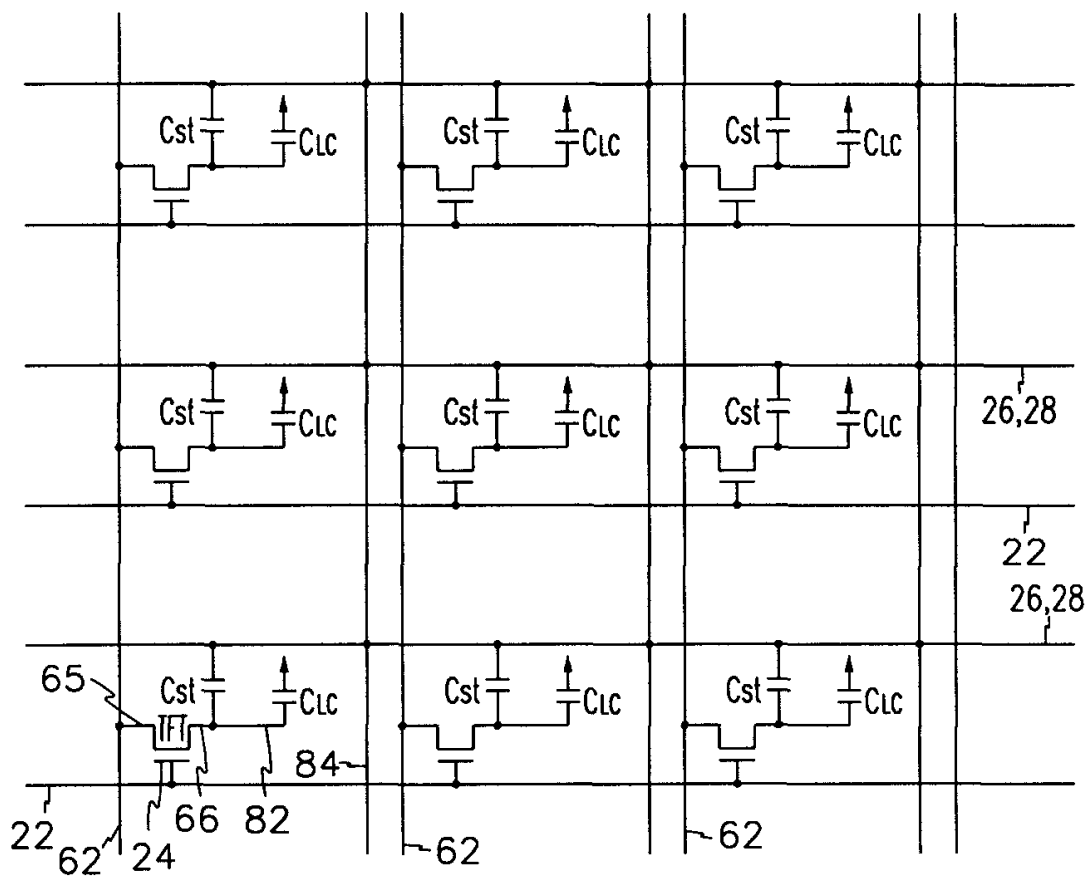 Cst CLC Cst CLC Cst CLC
Cst CLC Cst CLC Cst CLC
26,28
22
26,28
65 TFT Cst CLC Cst CLC Cst CLC
84
22 62 24 66 82 62 62